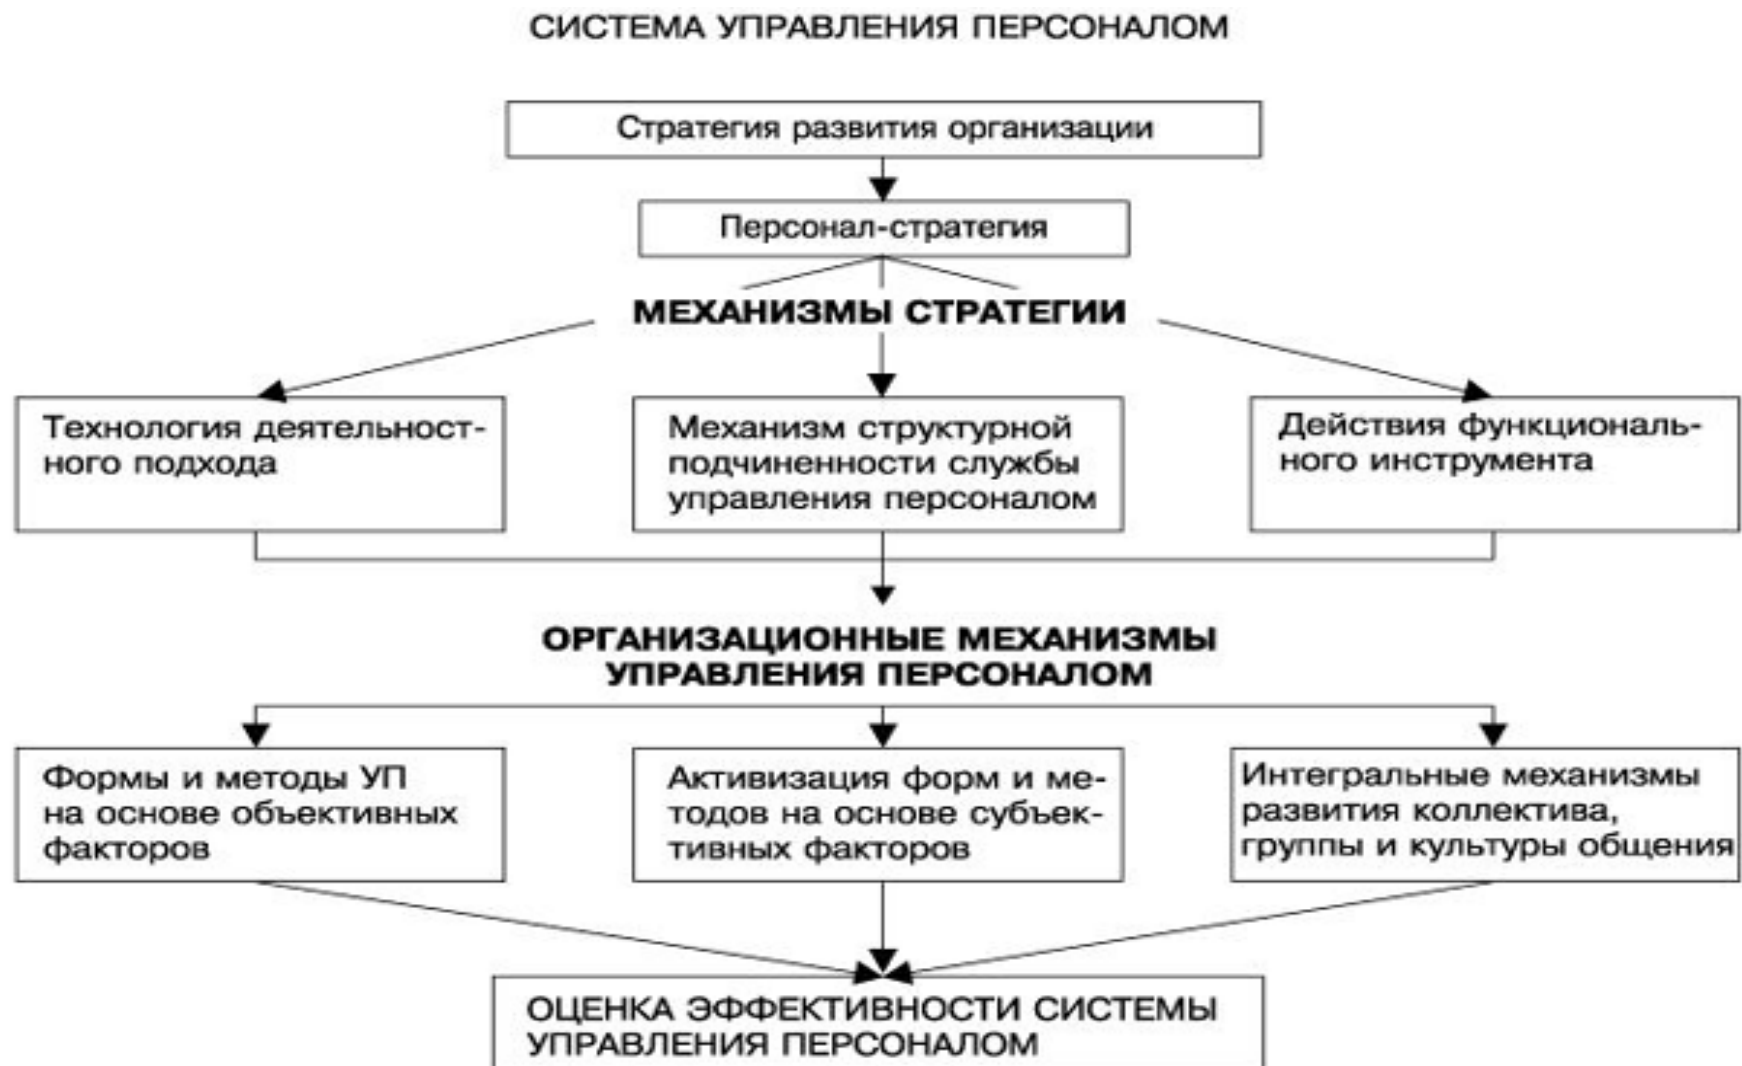 СИСТЕМА УПРАВЛЕНИЯ ПЕРСОНАЛОМ
Стратегия развития организации
Персонал-стратегия
МЕХАНИЗМЫ СТРАТЕГИИ
Технология деятельност-
ного подхода
Механизм структурной
подчиненности службы
управления персоналом
Действия функциональ-
ного инструмента
ОРГАНИЗАЦИОННЫЕ МЕХАНИЗМЫ
УПРАВЛЕНИЯ ПЕРСОНАЛОМ
Формы и методы УП
на основе объективных
факторов
Активизация форм и ме-
тодов на основе субъек-
тивных факторов
Интегральные механизмы
развития коллектива,
группы и культуры общения
ОЦЕНКА ЭФФЕКТИВНОСТИ СИСТЕМЫ
УПРАВЛЕНИЯ ПЕРСОНАЛОМ